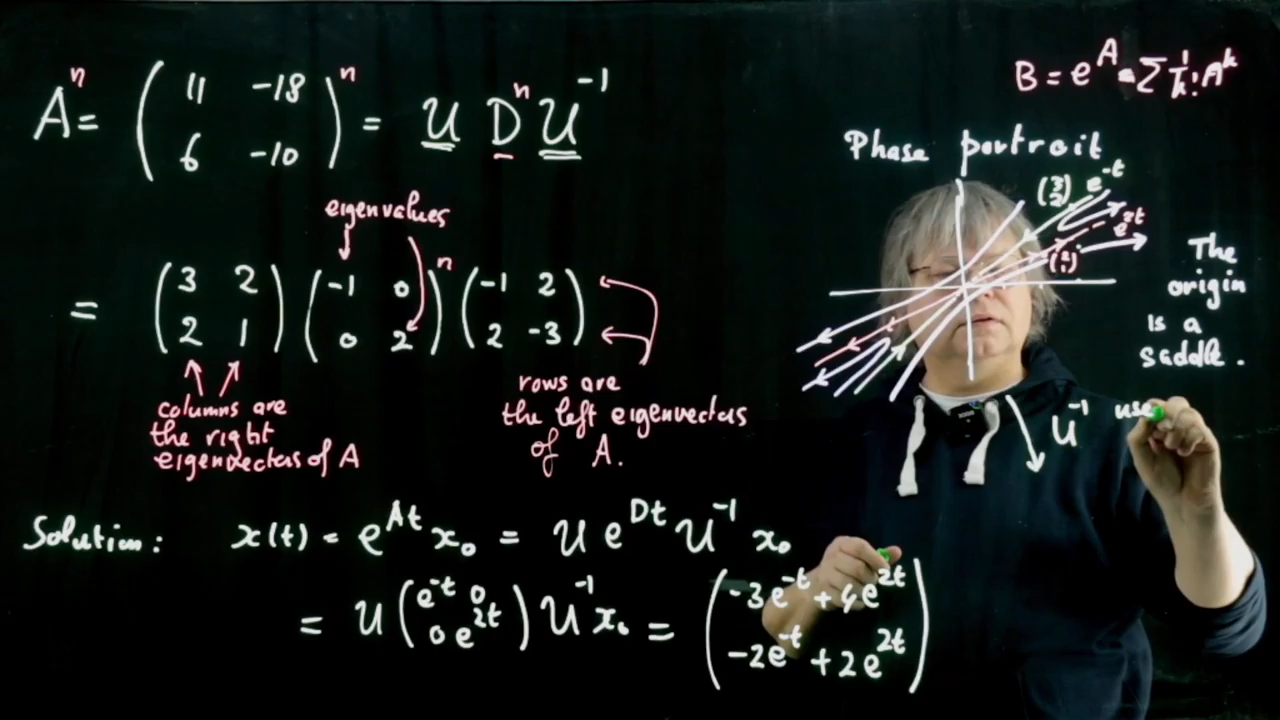 Aⁿ = ( 11 -18 ; 6 -10 )ⁿ = U Dⁿ U⁻¹
B = e^A = Σ 1/k! A^k
Phase portrait
(3 2) e^-t
e^2t
(2 1)
The
origin
is a
saddle.
eigenvalues
= ( 3 2 ; 2 1 ) ( -1 0 ; 0 2 )ⁿ ( -1 2 ; 2 -3 )
columns are
the right
eigenvectors of A
rows are
the left eigenvectors
of A.
U⁻¹ use
Solution: x(t) = e^At x₀ = U e^Dt U⁻¹ x₀
= U ( e^-t 0 ; 0 e^2t ) U⁻¹ x₀ = ( -3e^-t + 4e^2t ; -2e^-t + 2e^2t )